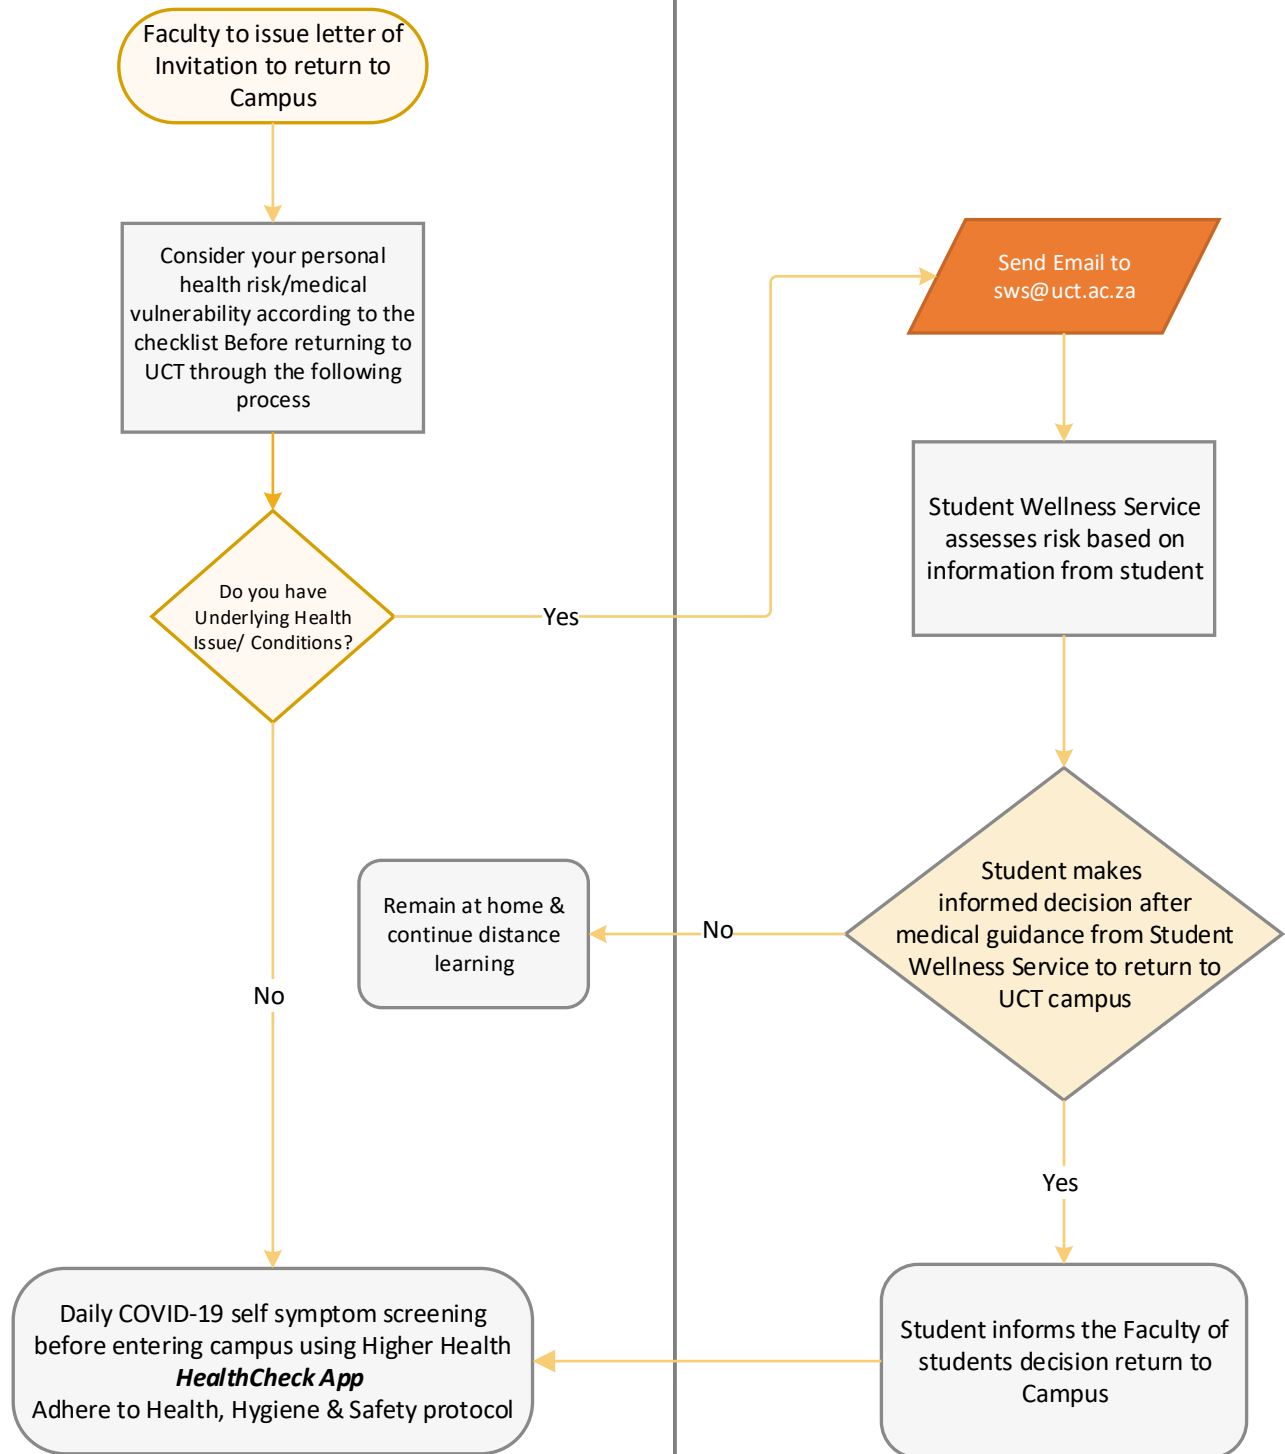 Faculty to issue letter of
Invitation to return to
Campus
Consider your personal
health risk/medical
vulnerability according to the
checklist Before returning to
UCT through the following
process
Do you have
Underlying Health
Issue/ Conditions?
Yes
Send Email to
sws@uct.ac.za
Student Wellness Service
assesses risk based on
information from student
Student makes
informed decision after
medical guidance from Student
Wellness Service to return to
UCT campus
No
Remain at home &
continue distance
learning
No
Yes
Student informs the Faculty of
students decision return to
Campus
Daily COVID-19 self symptom screening
before entering campus using Higher Health
HealthCheck App
Adhere to Health, Hygiene & Safety protocol